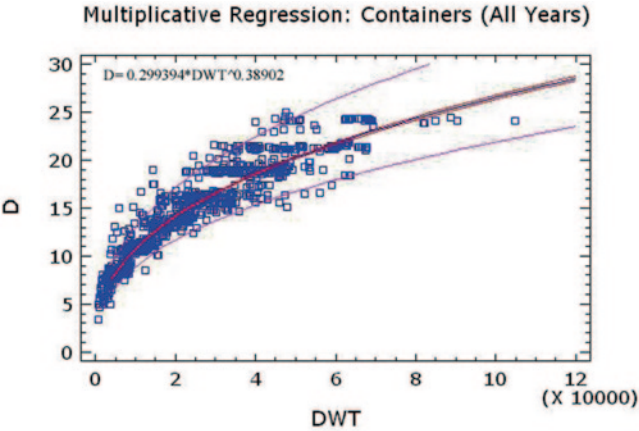 Multiplicative Regression: Containers (All Years)
D= 0.299394*DWT^0.38902
30
25
20
15
10
5
0
D
0 2 4 6 8 10 12
(X 10000)
DWT